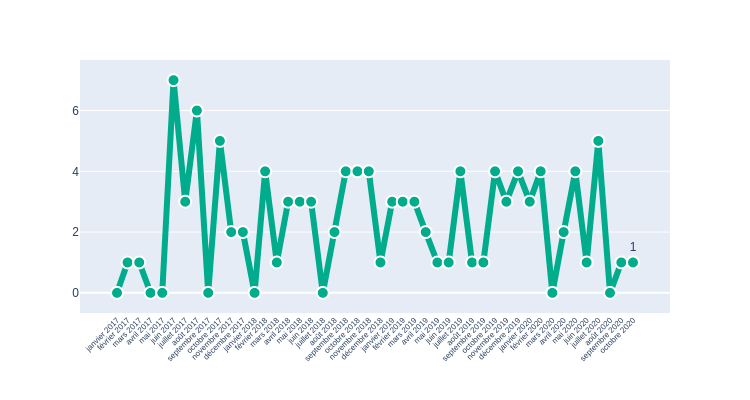 6
4
2
0
1
janvier 2017
février 2017
mars 2017
avril 2017
mai 2017
juin 2017
juillet 2017
août 2017
septembre 2017
octobre 2017
novembre 2017
décembre 2017
janvier 2018
février 2018
mars 2018
avril 2018
mai 2018
juin 2018
juillet 2018
août 2018
septembre 2018
octobre 2018
novembre 2018
décembre 2018
janvier 2019
février 2019
mars 2019
avril 2019
mai 2019
juin 2019
juillet 2019
août 2019
septembre 2019
octobre 2019
novembre 2019
décembre 2019
janvier 2020
février 2020
mars 2020
avril 2020
mai 2020
juin 2020
juillet 2020
août 2020
septembre 2020
octobre 2020